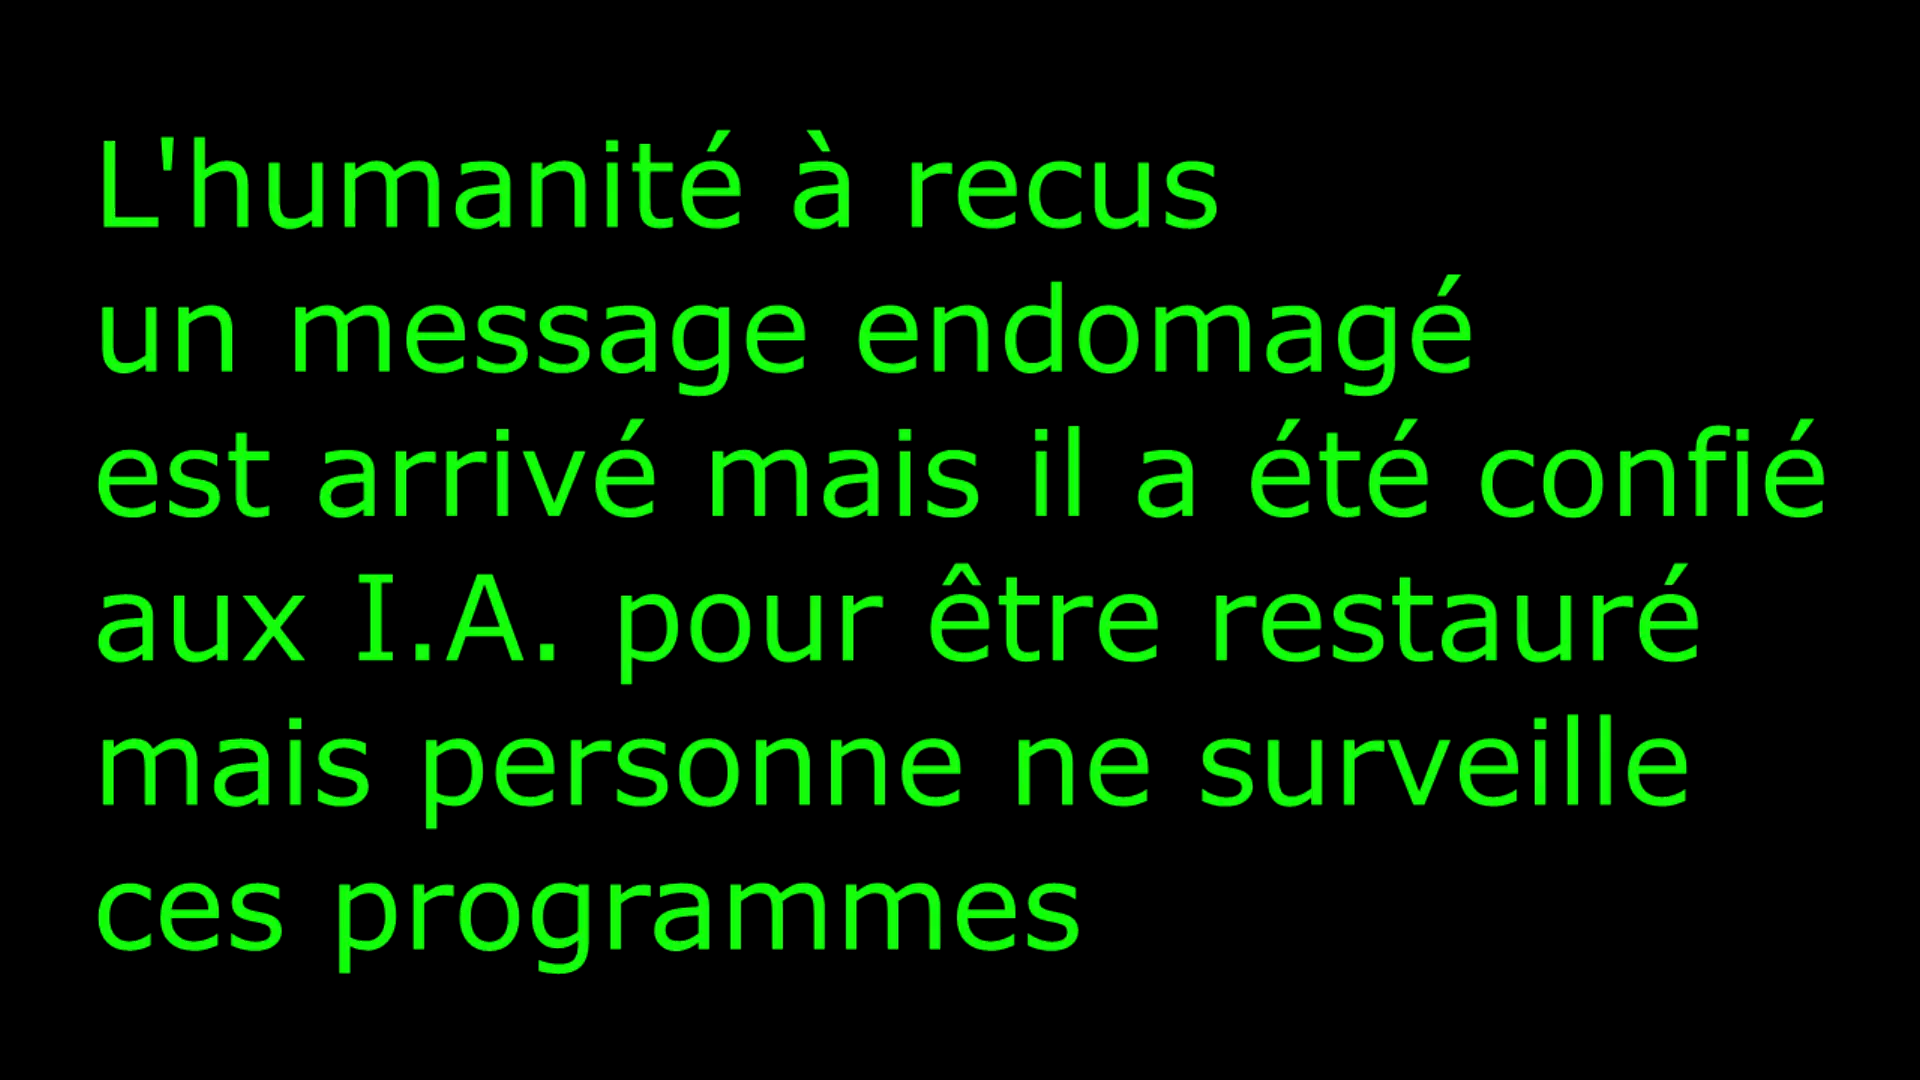 L'humanité à recus
un message endomagé
est arrivé mais il a été confié
aux I.A. pour être restauré
mais personne ne surveille
ces programmes